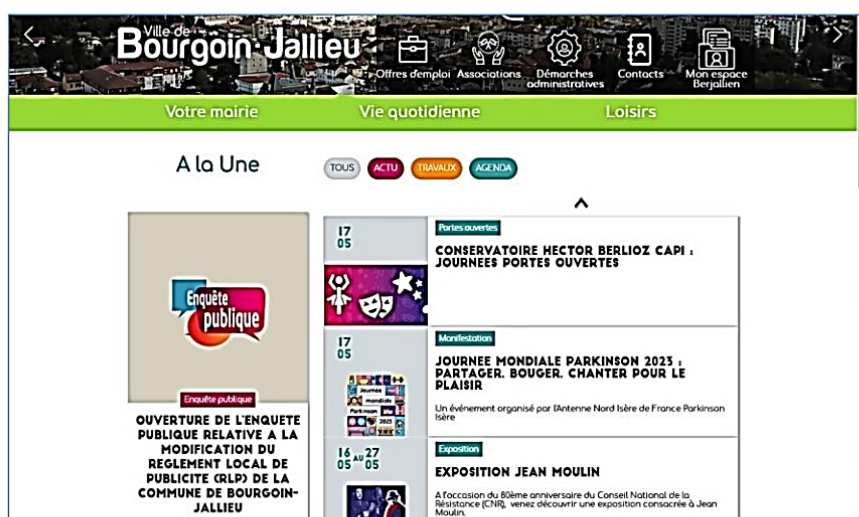 Ville de
Bourgoin-Jallieu
Offres d'emploi
Associations
Démarches
administratives
Contacts
Mon espace
Berjallien
Votre mairie
Vie quotidienne
Loisirs
A la Une
TOUS
ACTU
TRAVAUX
AGENDA
Enquête
publique
Enquête publique
OUVERTURE DE L'ENQUETE
PUBLIQUE RELATIVE A LA
MODIFICATION DU
REGLEMENT LOCAL DE
PUBLICITE (RLP) DE LA
COMMUNE DE BOURGOIN-
JALLIEU
17
05
Portes ouvertes
CONSERVATOIRE HECTOR BERLIOZ CAPI :
JOURNEES PORTES OUVERTES
17
05
Journée
mondiale
Parkinson
2023
Manifestation
JOURNEE MONDIALE PARKINSON 2023 :
PARTAGER, BOUGER, CHANTER POUR LE
PLAISIR
Un événement organisé par l'Antenne Nord Isère de France Parkinson
Isère
16 AU 27
05 05
Exposition
EXPOSITION JEAN MOULIN
A l'occasion du 80ème anniversaire du Conseil National de la
Résistance (CNR), venez découvrir une exposition consacrée à Jean
Moulin.